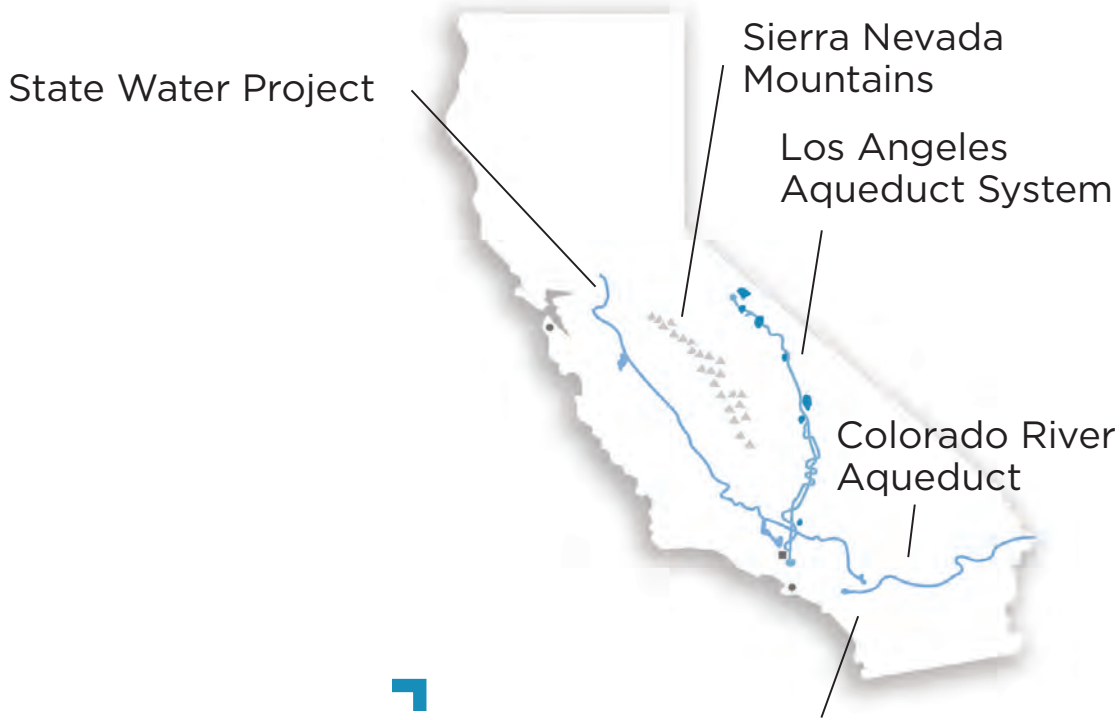 Sierra Nevada
Mountains
State Water Project
Los Angeles
Aqueduct System
Colorado River
Aqueduct